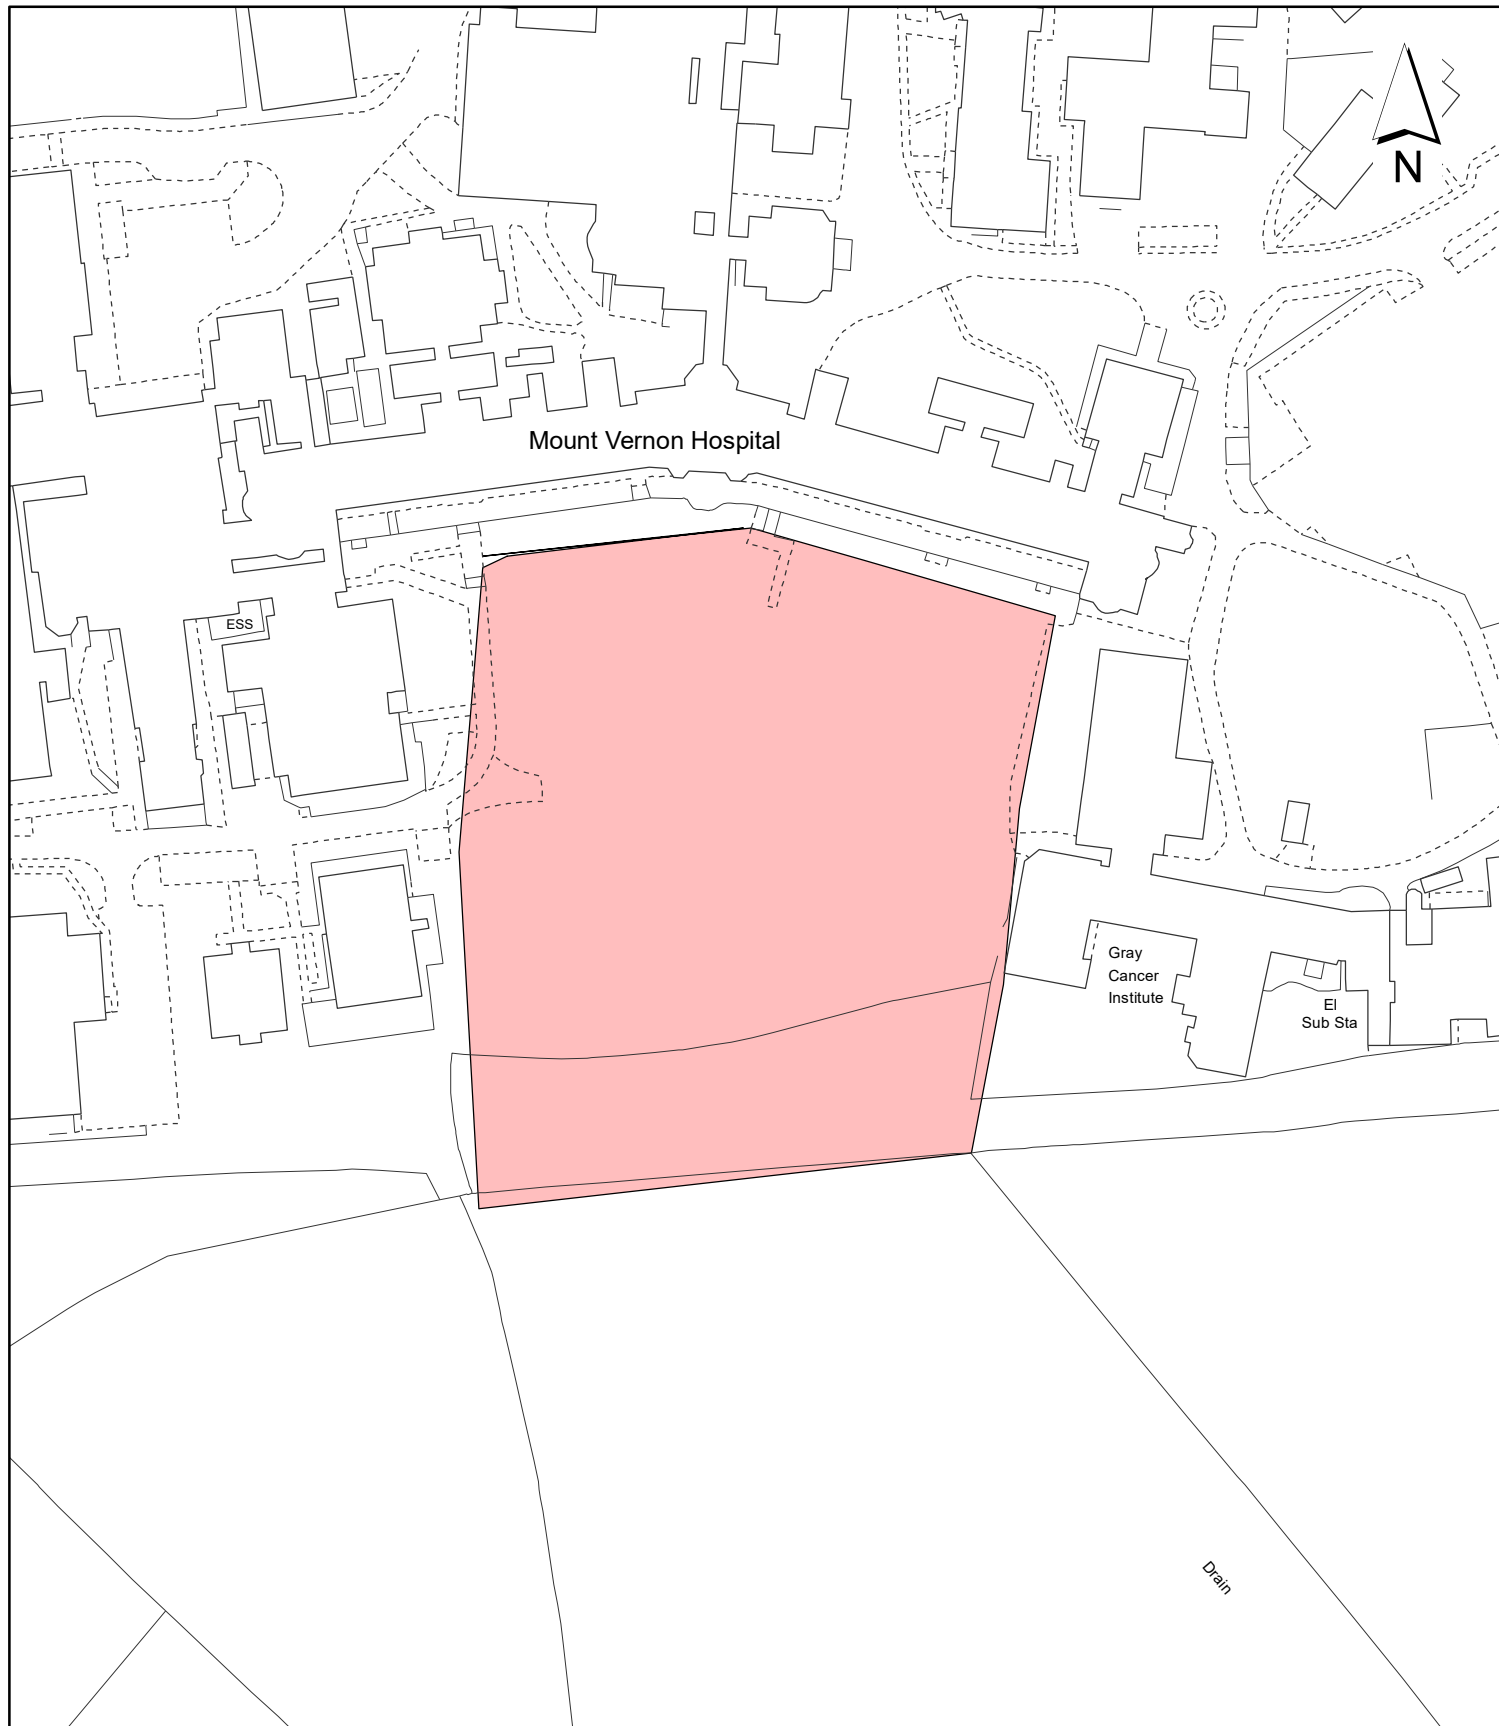 N
Mount Vernon Hospital
ESS
Gray
Cancer
Institute
El
Sub Sta
Drain